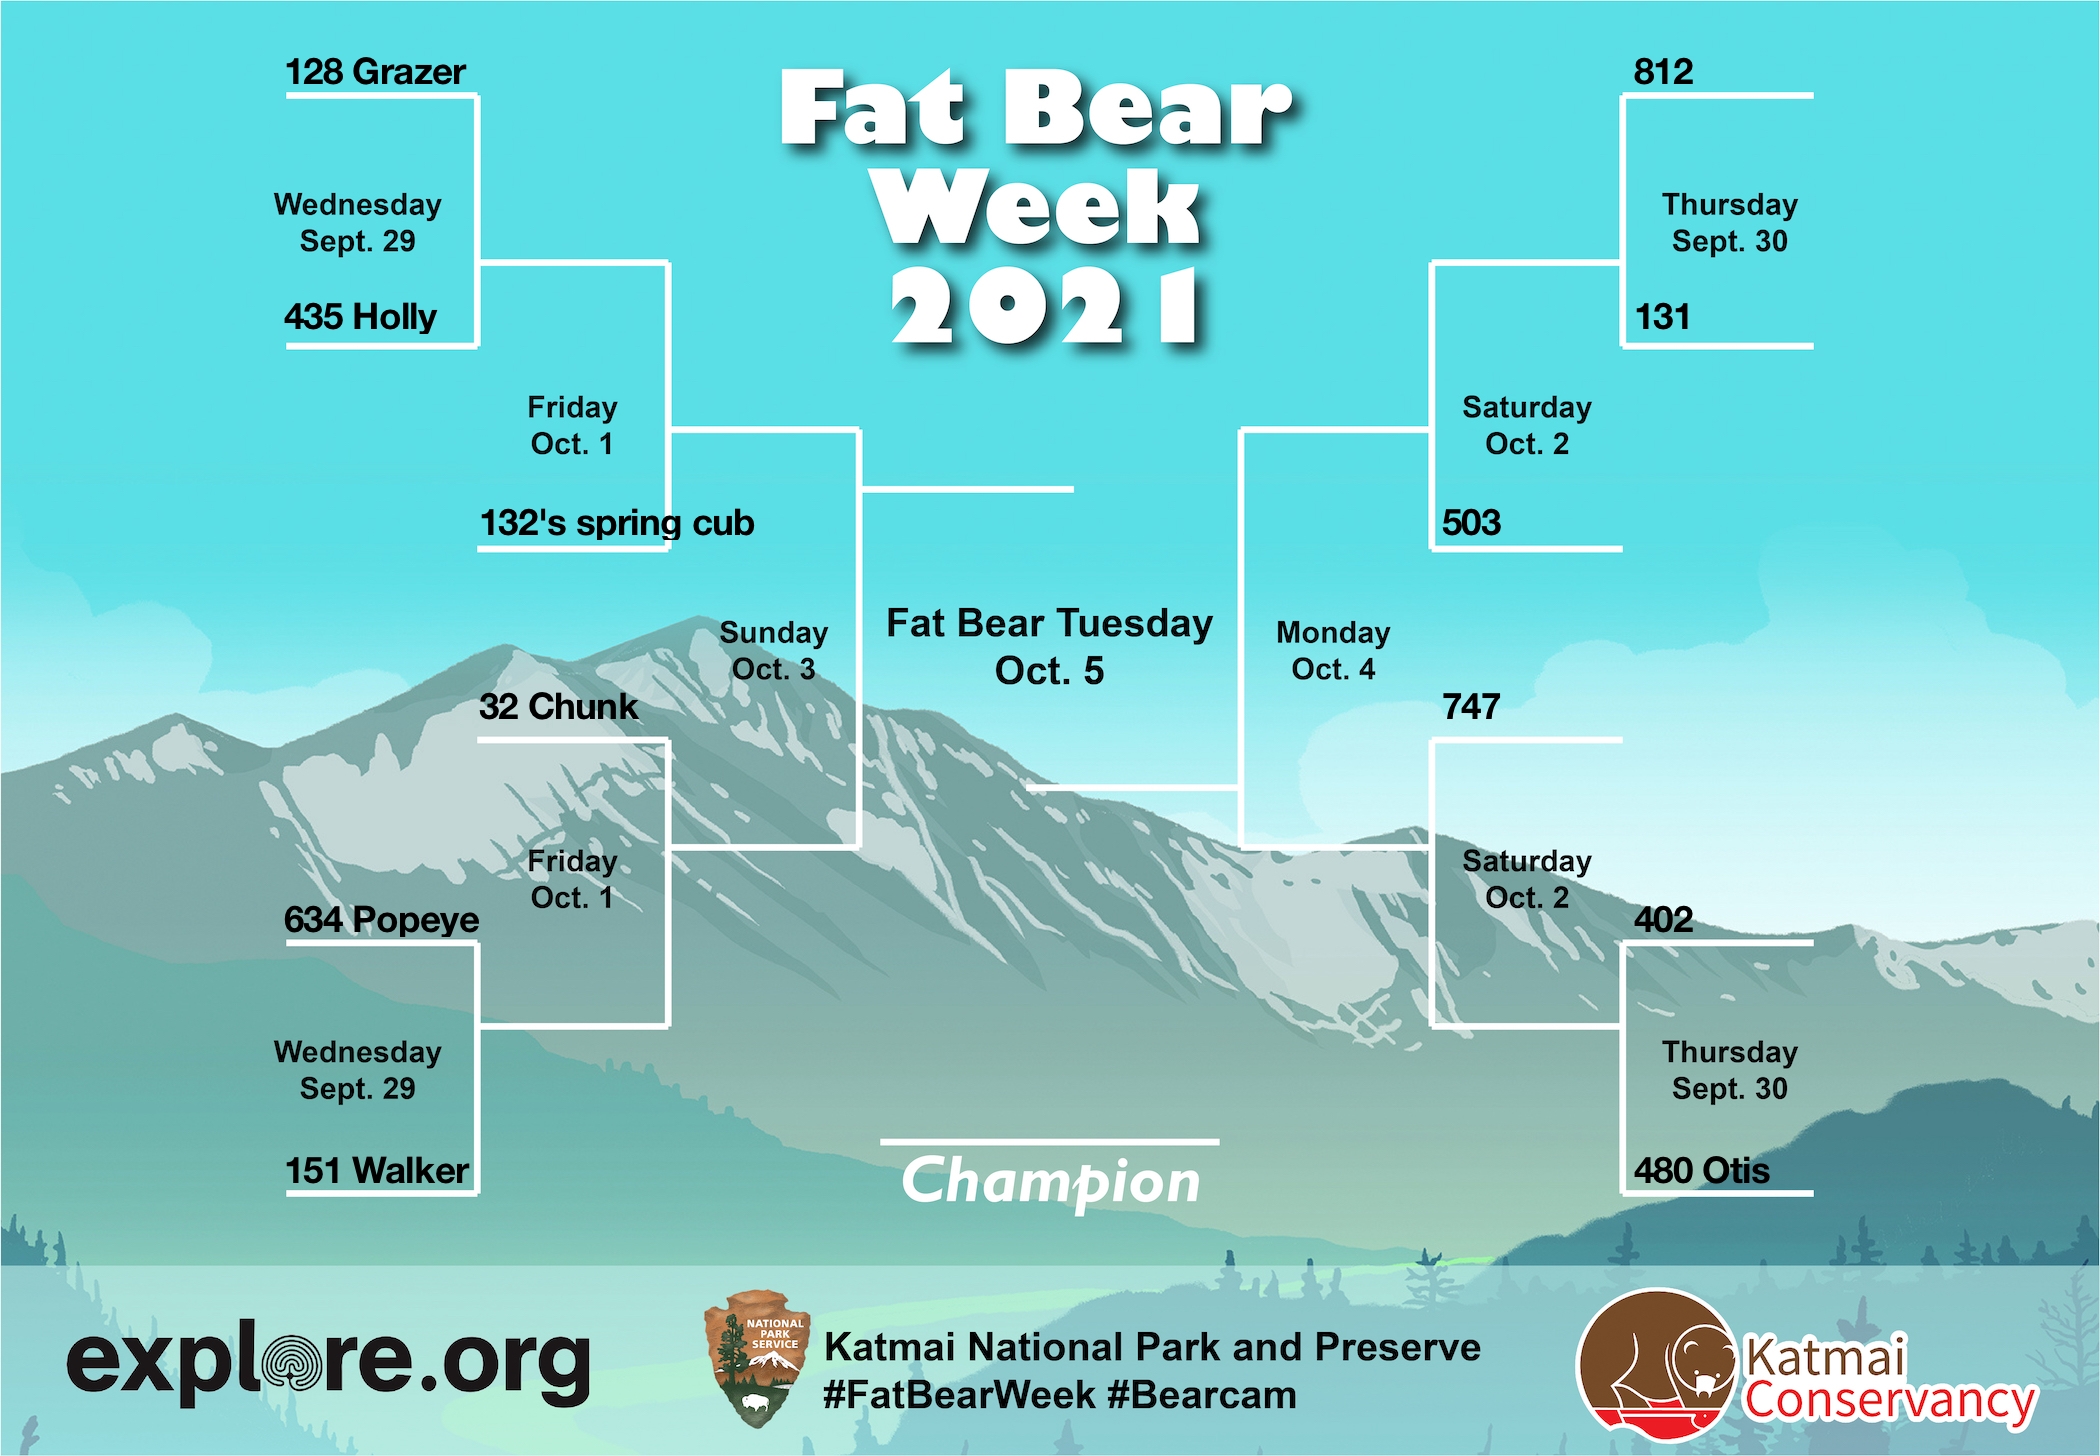 Fat Bear
Week
2021
128 Grazer
Wednesday
Sept. 29
435 Holly
Friday
Oct. 1
132's spring cub
Sunday
Oct. 3
32 Chunk
Friday
Oct. 1
634 Popeye
Wednesday
Sept. 29
151 Walker
Fat Bear Tuesday
Oct. 5
812
Thursday
Sept. 30
131
Saturday
Oct. 2
503
Monday
Oct. 4
747
Saturday
Oct. 2
402
Thursday
Sept. 30
480 Otis
Champion
explore.org
NATIONAL
PARK
SERVICE
Katmai National Park and Preserve
#FatBearWeek #Bearcam
Katmai
Conservancy